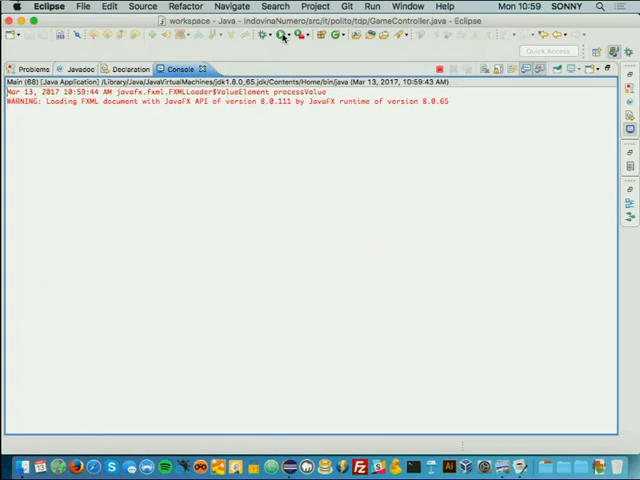 Eclipse File Edit Source Refactor Navigate Search Project Git Run Window Help Mon 10:59 SONNY
workspace - Java - IndovinaNumero/src/it/polito/tdp/GameController.java - Eclipse
Quick Access
Problems @ Javadoc Declaration Console
Main (68) [Java Application] /Library/Java/JavaVirtualMachines/jdk1.8.0_65.jdk/Contents/Home/bin/java (Mar 13, 2017, 10:59:43 AM)
Mar 13, 2017 10:59:44 AM javafx.fxml.FXMLLoader$ValueElement processValue
WARNING: Loading FXML document with JavaFX API of version 8.0.111 by JavaFX runtime of version 8.0.65